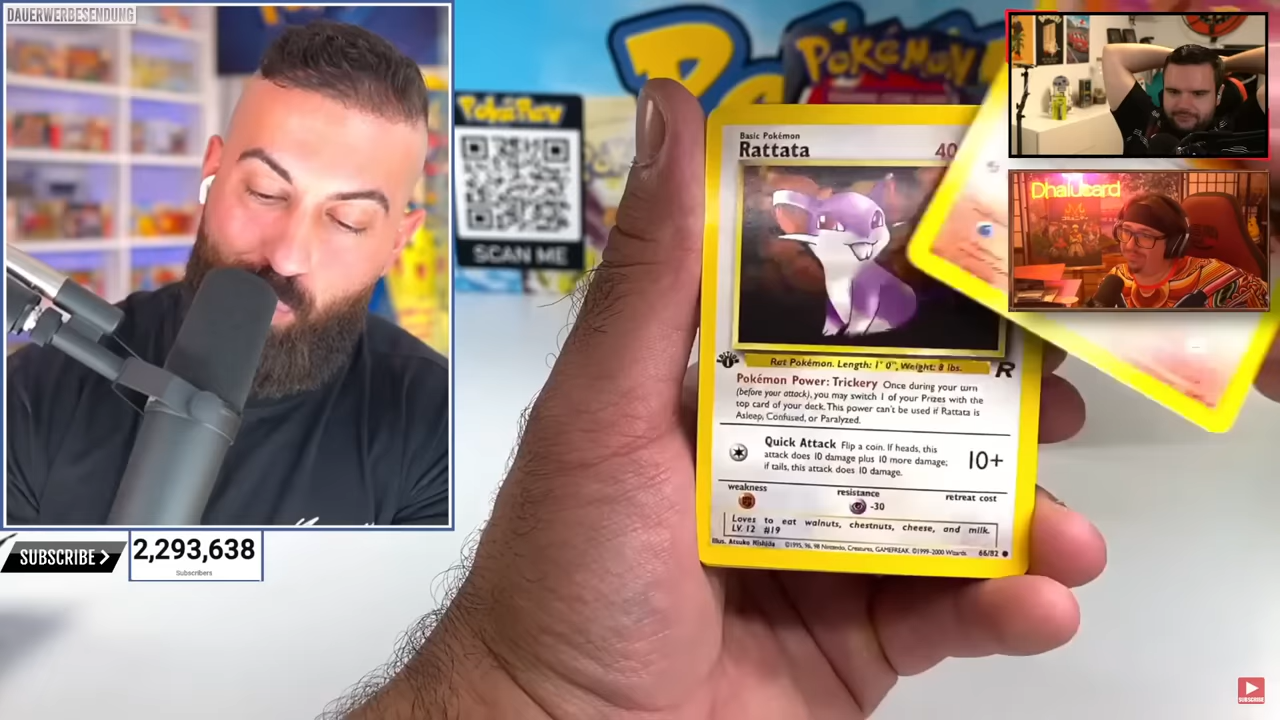 DAUERWERBESENDUNG
POKéMON
PokéRev
SCAN ME
Dhalucard
Basic Pokémon
Rattata 40
Rat Pokémon. Length: 1' 0", Weight: 8 lbs.
R
Pokémon Power: Trickery Once during your turn
(before your attack), you may switch 1 of your Prizes with the
top card of your deck. This power can't be used if Rattata is
Asleep, Confused, or Paralyzed.
Quick Attack Flip a coin. If heads, this
attack does 10 damage plus 10 more damage;
if tails, this attack does 10 damage.
10+
weakness
resistance
retreat cost
-30
Loves to eat walnuts, chestnuts, cheese, and milk.
LV. 12 #19
Illus. Atsuko Nishida ©1995, 96, 98 Nintendo, Creatures, GAMEFREAK. ©1999-2000 Wizards. 66/82
SUBSCRIBE >
2,293,638
Subscribers
SUBSCRIBE